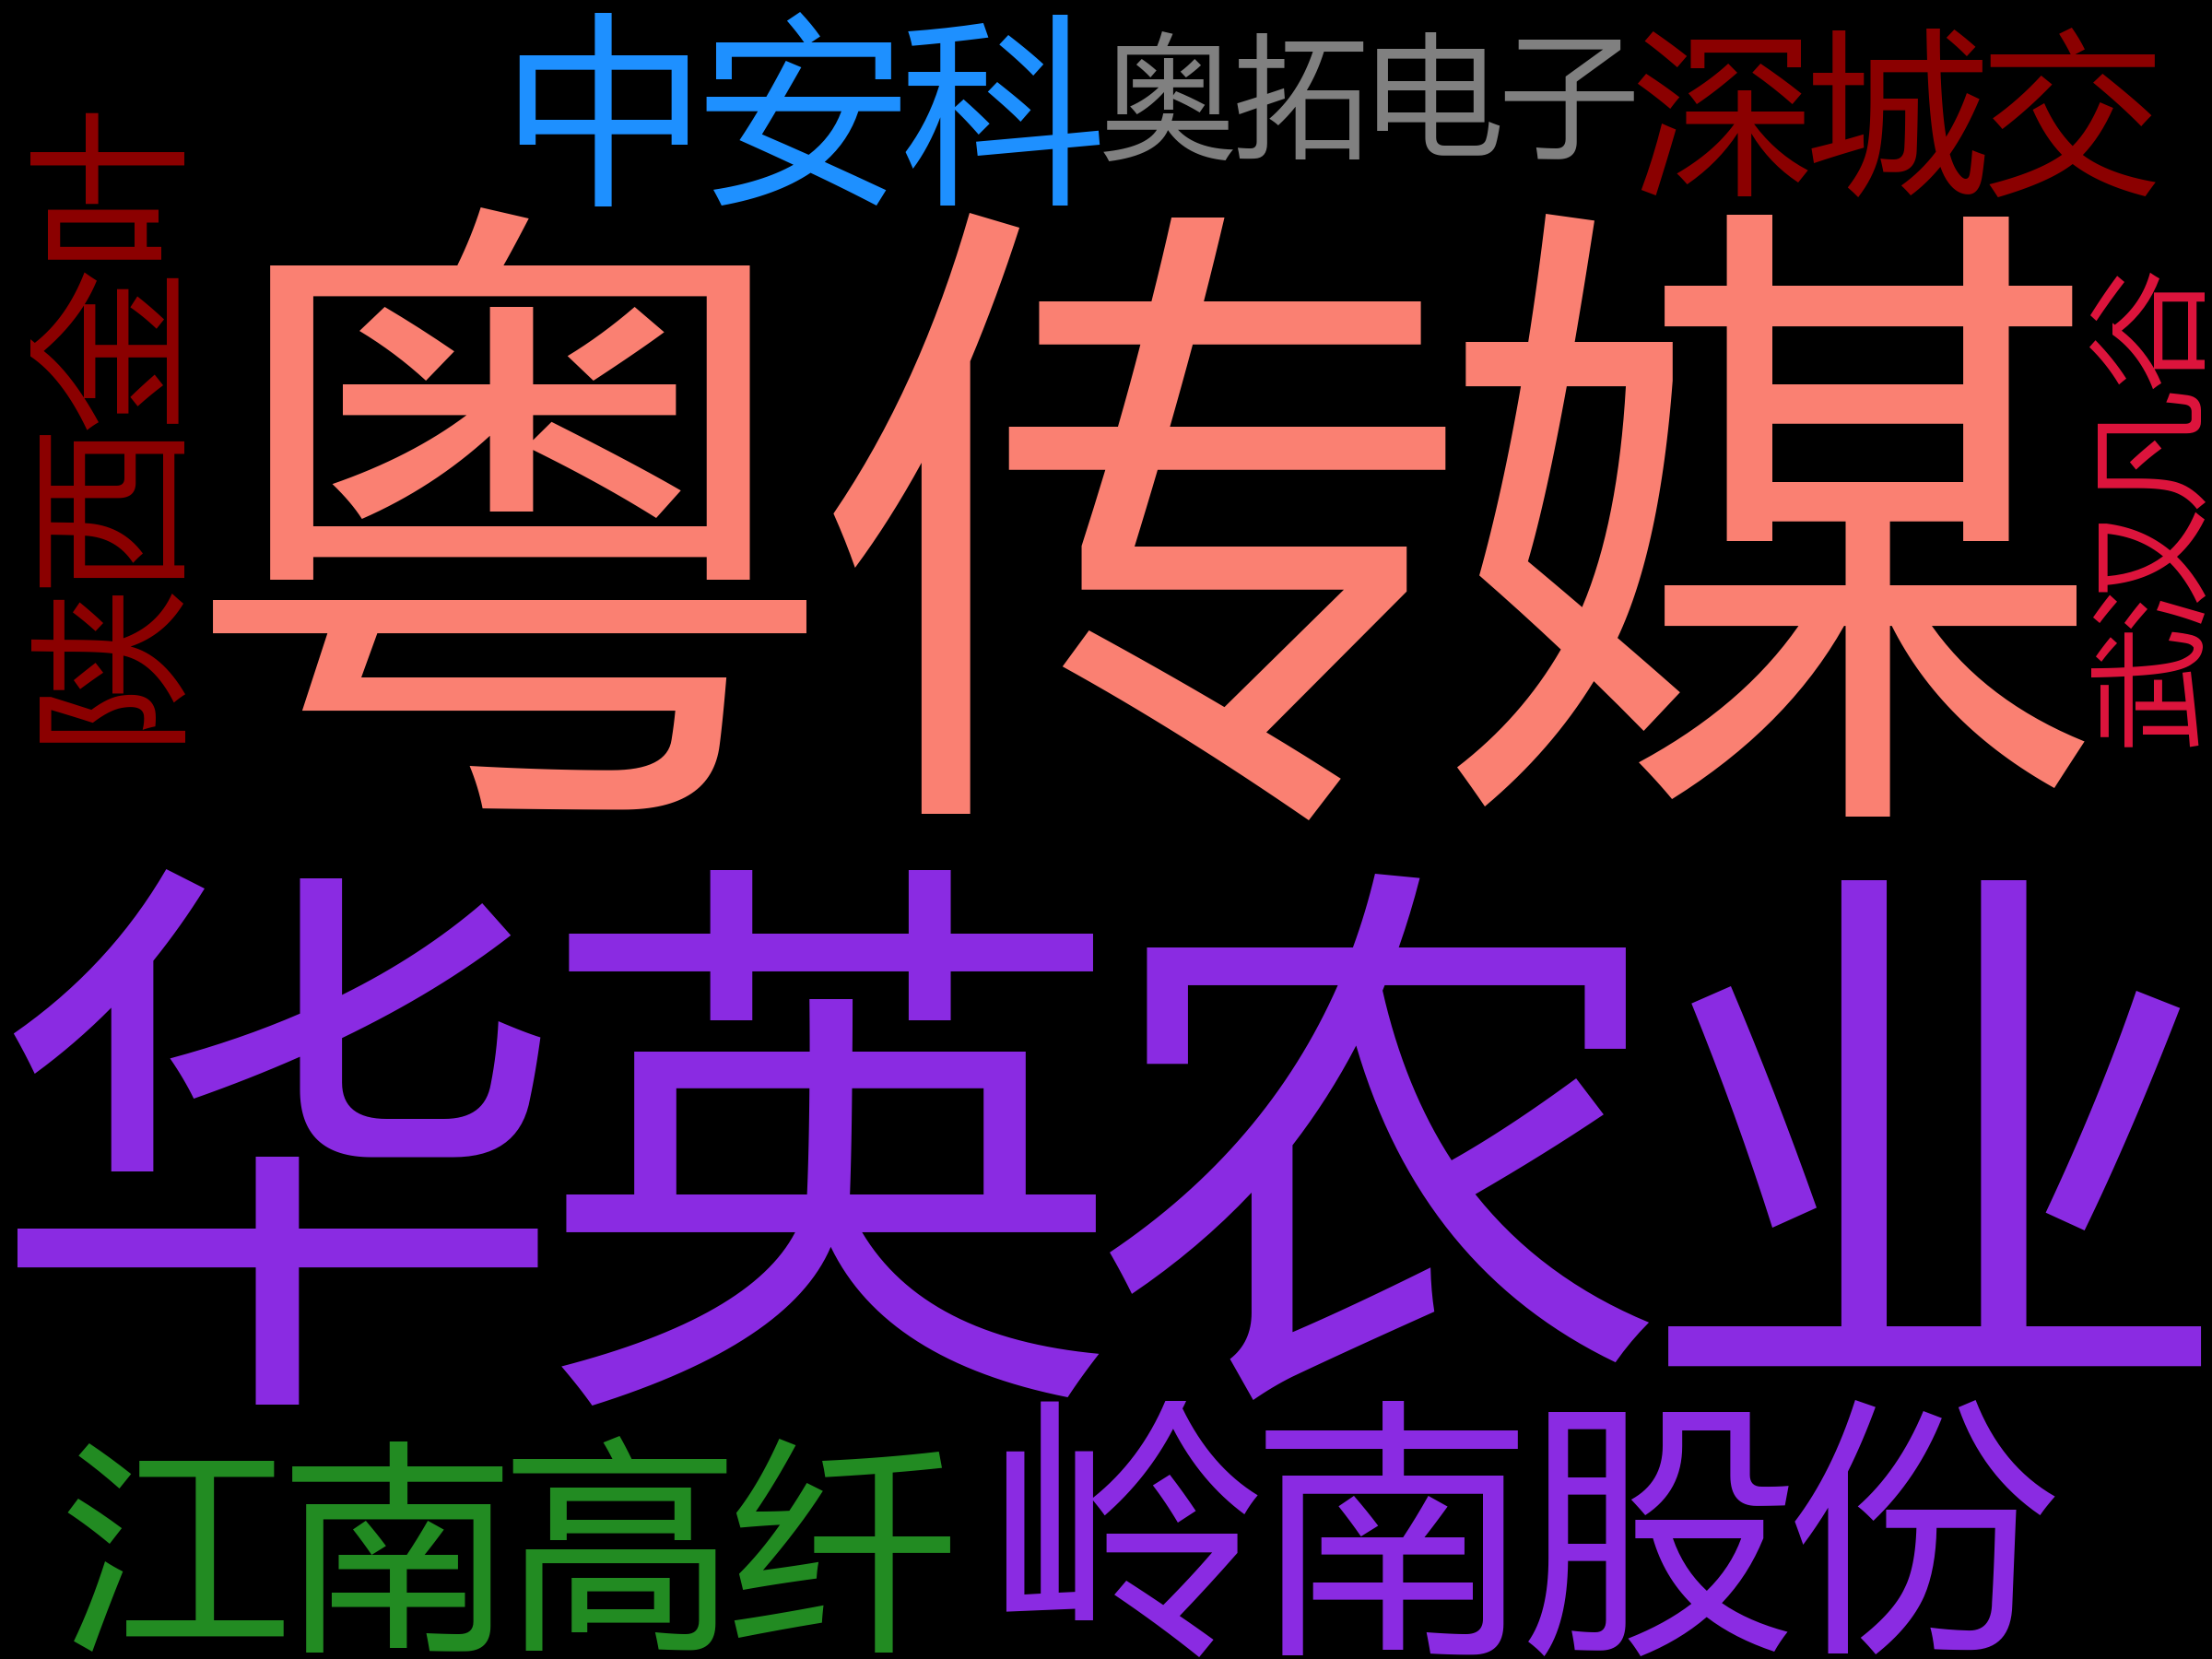 中安科
奥拓电子
深城交
陕西金叶
粤传媒
武汉凡谷
华英农业
江南高纤
岭南股份